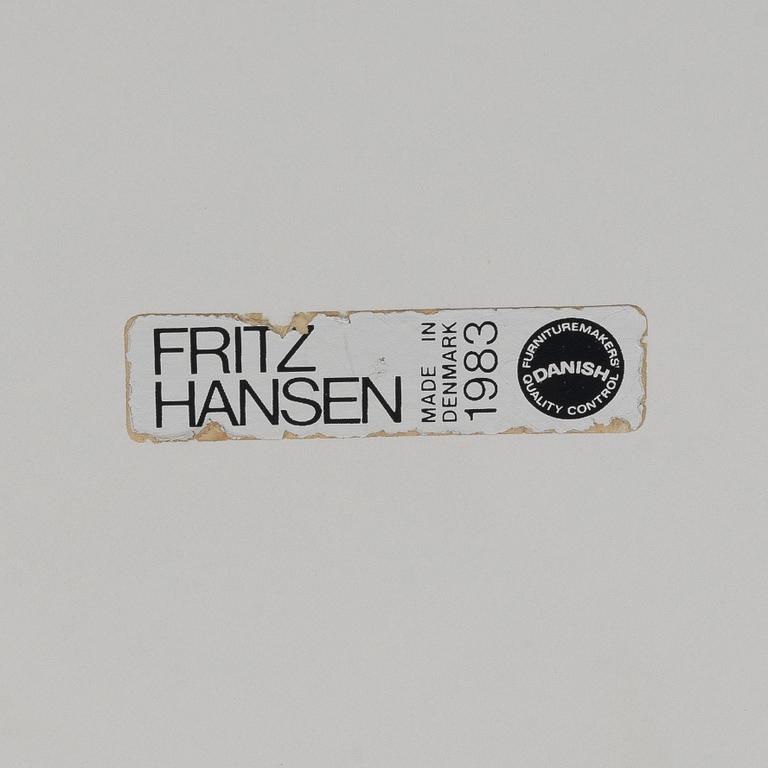 FRITZ
HANSEN
MADE IN
DENMARK
1983
FURNITUREMAKERS'
DANISH
QUALITY CONTROL